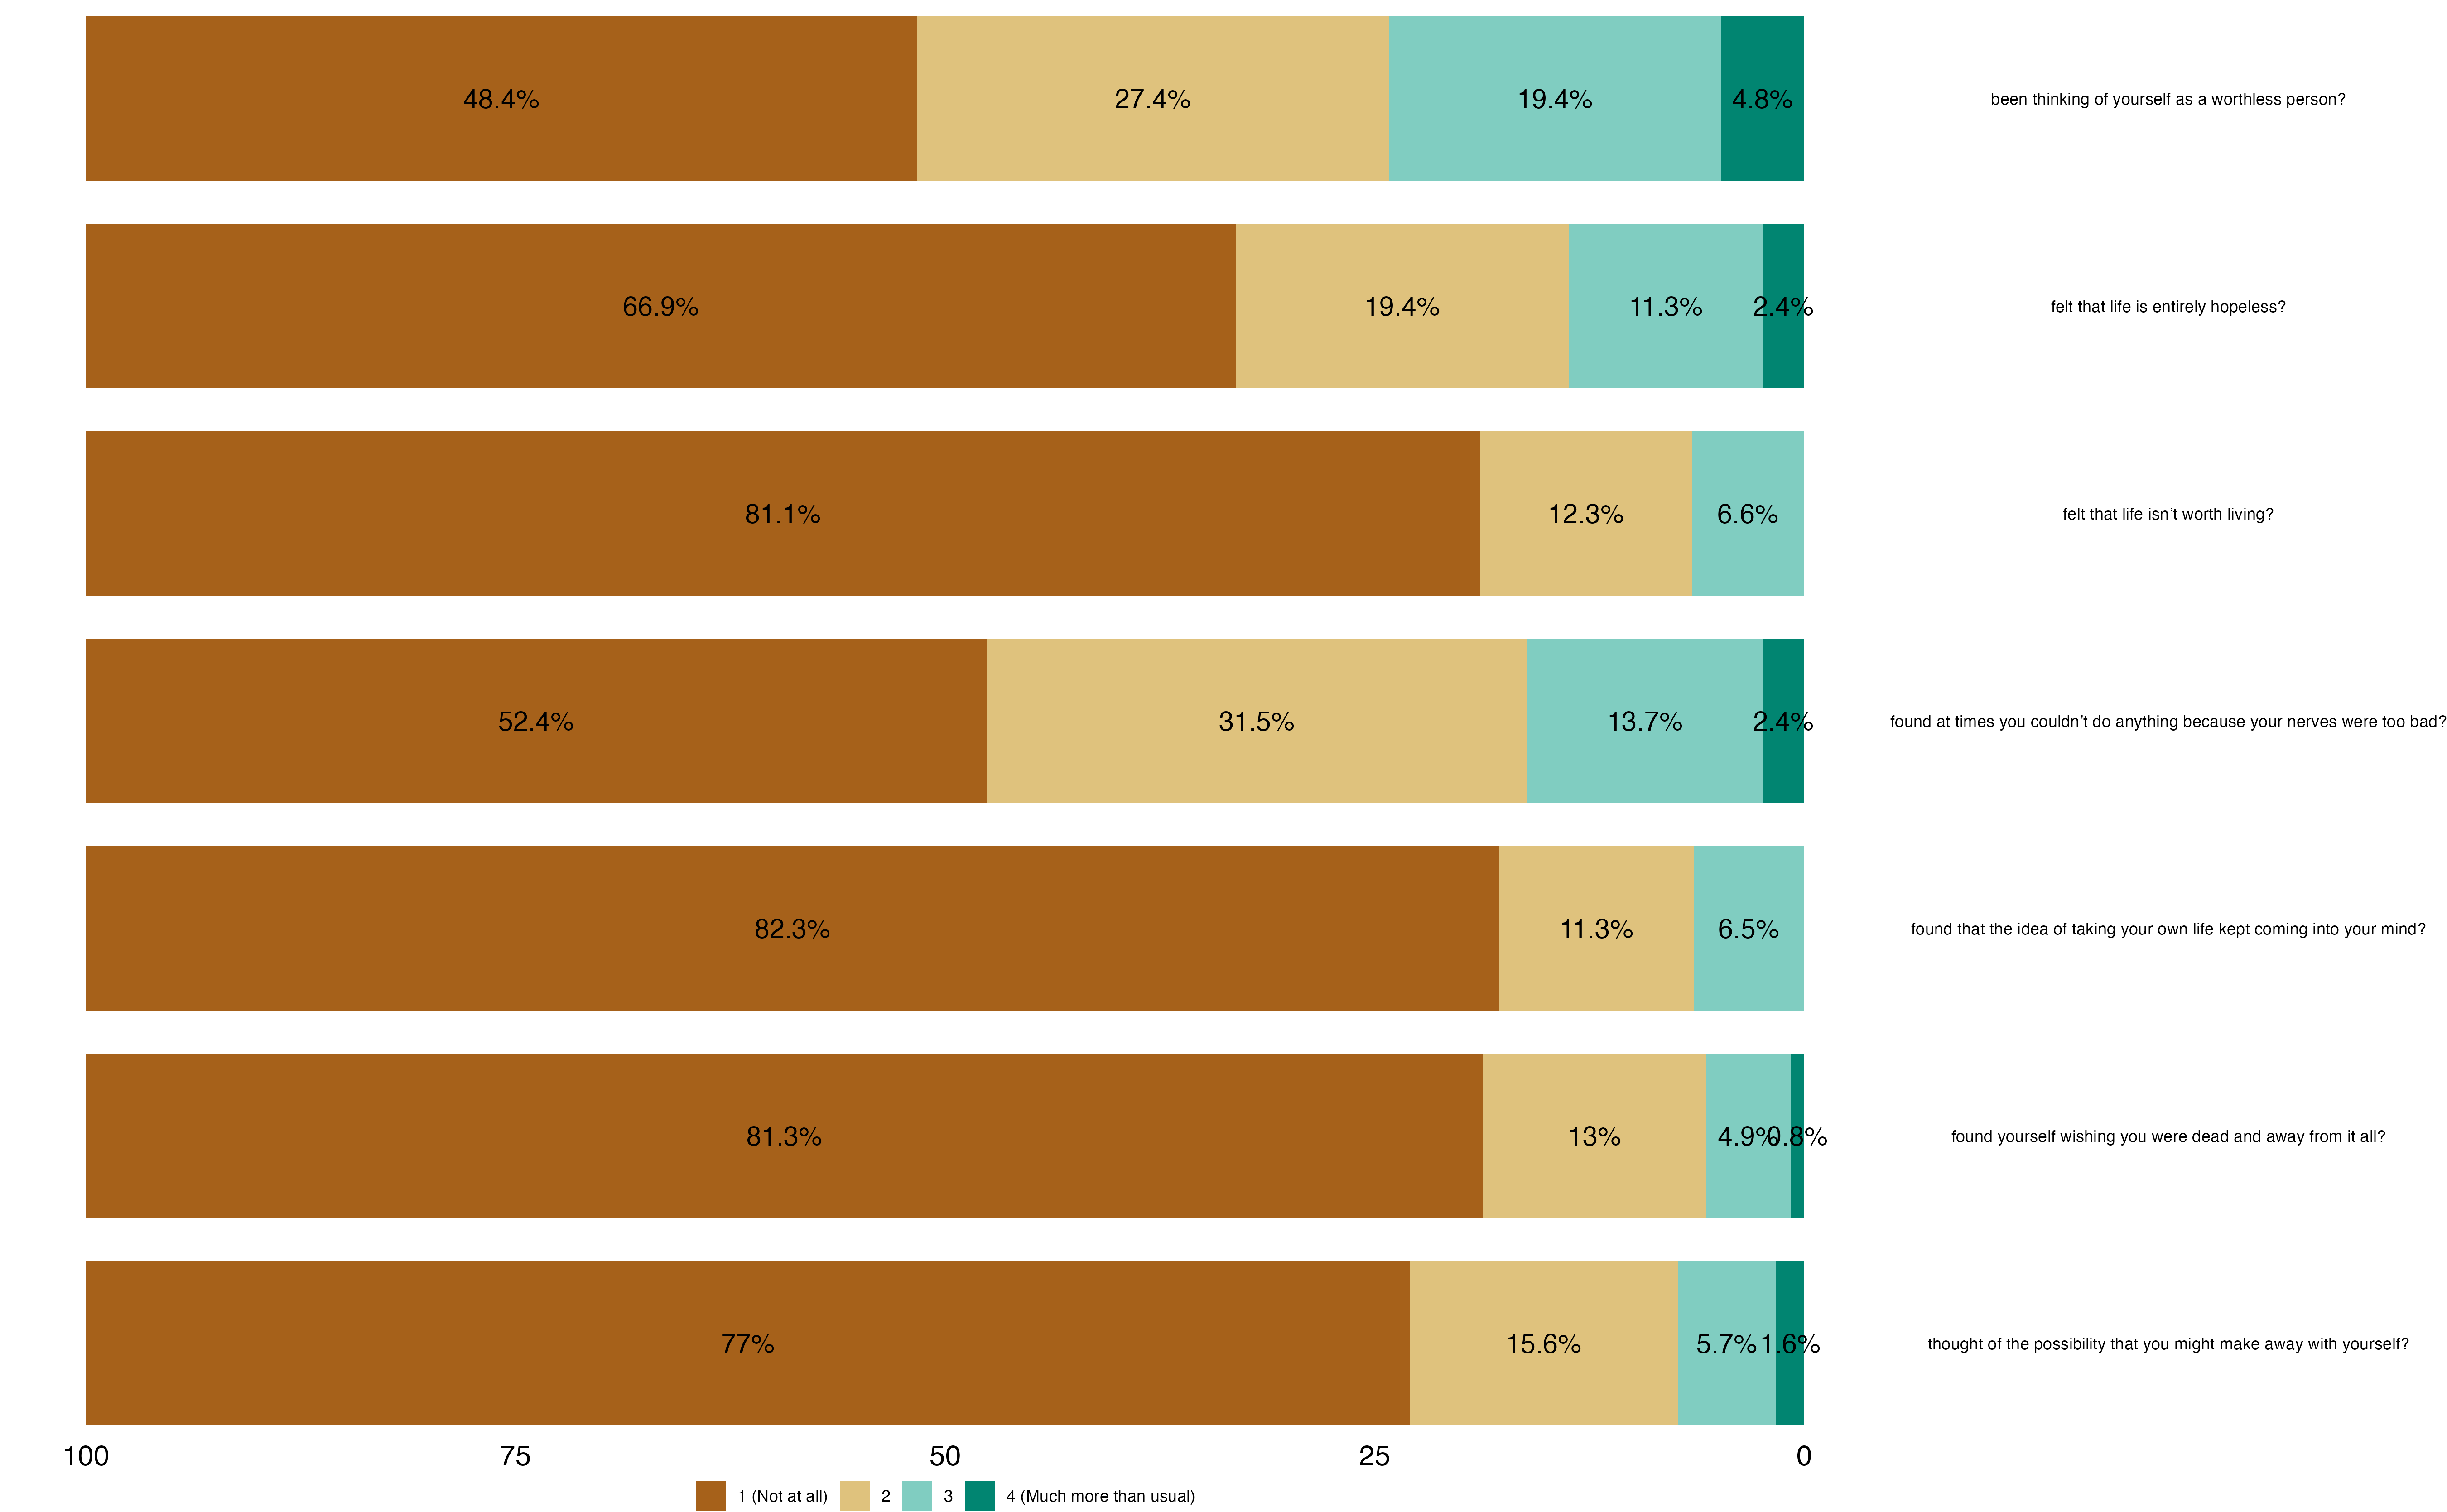 48.4% 27.4% 19.4% 4.8% been thinking of yourself as a worthless person?
66.9% 19.4% 11.3% 2.4% felt that life is entirely hopeless?
81.1% 12.3% 6.6% felt that life isn’t worth living?
52.4% 31.5% 13.7% 2.4% found at times you couldn’t do anything because your nerves were too bad?
82.3% 11.3% 6.5% found that the idea of taking your own life kept coming into your mind?
81.3% 13% 4.9% 0.8% found yourself wishing you were dead and away from it all?
77% 15.6% 5.7% 1.6% thought of the possibility that you might make away with yourself?
100 75 50 25 0
1 (Not at all) 2 3 4 (Much more than usual)